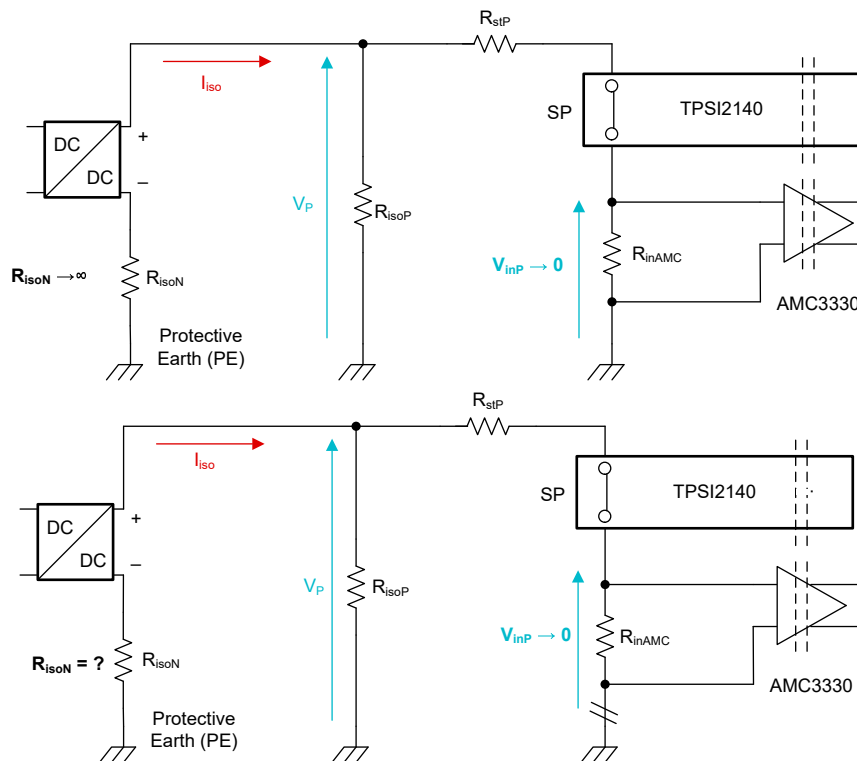 RstP
Iiso
SP
TPSI2140
DC
+
DC
–
VP
RisoP
RisoN → ∞
RisoN
VinP → 0
RinAMC
Protective
Earth (PE)
AMC3330
RstP
Iiso
SP
TPSI2140
DC
+
DC
–
VP
RisoP
RisoN = ?
RisoN
VinP → 0
RinAMC
AMC3330
Protective
Earth (PE)